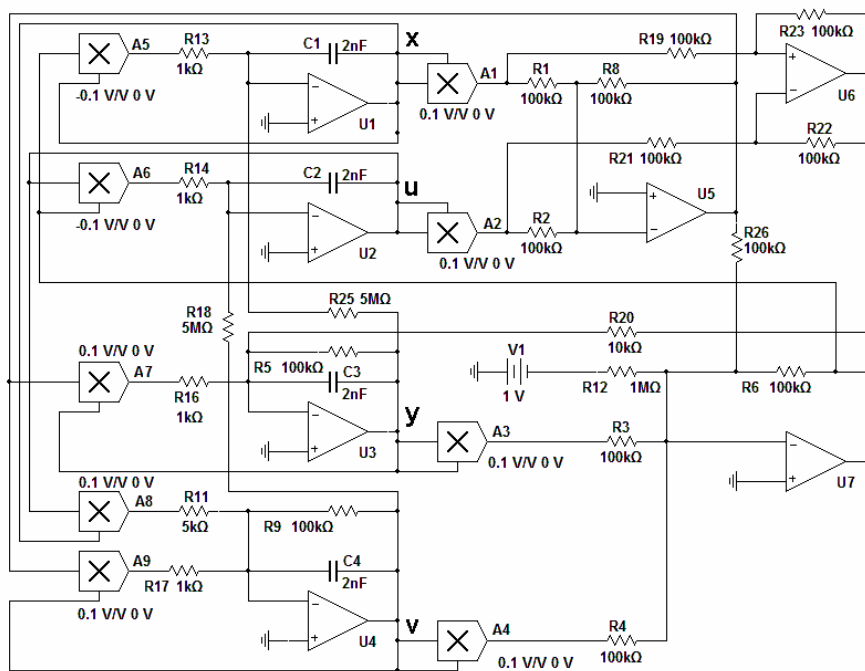 A5 R13 C1 2nF x R19 100kΩ R23 100kΩ
1kΩ A1 R1 R8 U6
-0.1 V/V 0 V U1 0.1 V/V 0 V 100kΩ 100kΩ
R21 100kΩ R22 100kΩ
A6 R14 C2 2nF u
1kΩ A2 R2 U5
-0.1 V/V 0 V U2 0.1 V/V 0 V 100kΩ R26 100kΩ
R18 5MΩ R25 5MΩ
R20 10kΩ
0.1 V/V 0 V
A7 R5 100kΩ V1
R16 1kΩ C3 2nF 1 V R12 1MΩ R6 100kΩ
y
U3 A3 R3
0.1 V/V 0 V 100kΩ
0.1 V/V 0 V U7
A8 R11 5kΩ R9 100kΩ
A9 C4
R17 1kΩ 2nF
0.1 V/V 0 V v
U4 A4 R4
0.1 V/V 0 V 100kΩ